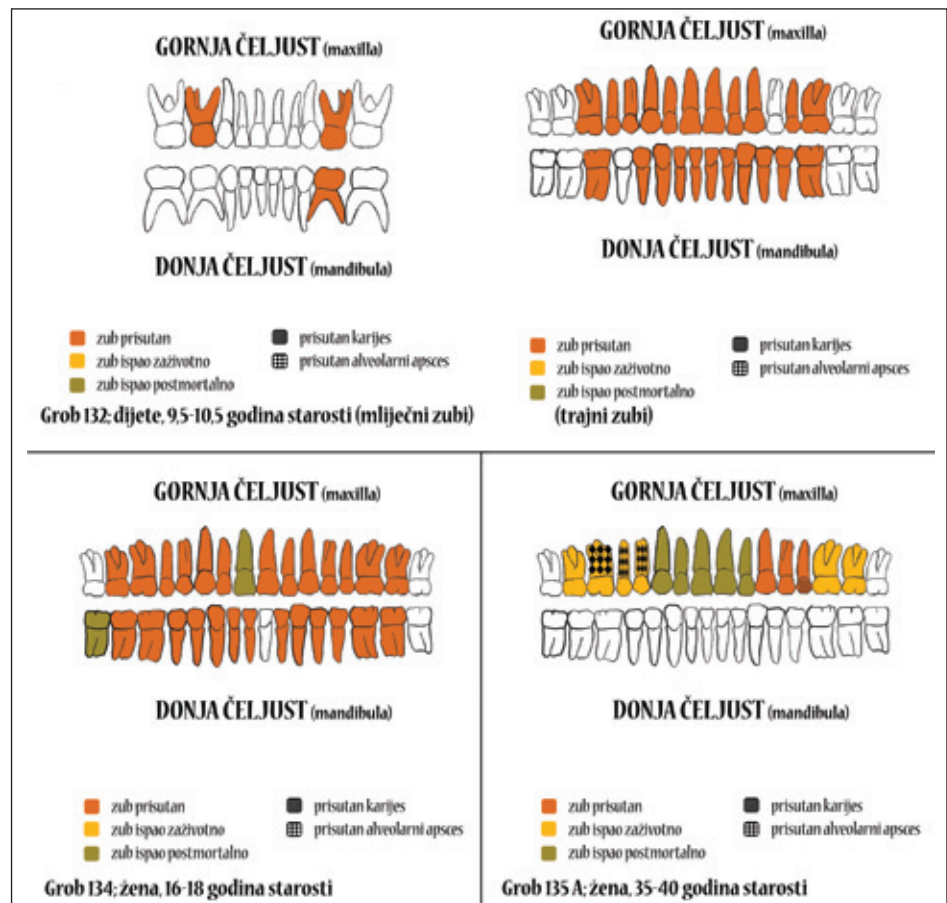 GORNJA ČELJUST (maxilla)
DONJA ČELJUST (mandibula)
zub prisutan
zub ispao zaživotno
zub ispao postmortalno
prisutan karijes
prisutan alveolarni apsces
Grob 132; dijete, 9,5-10,5 godina starosti (mliječni zubi)
GORNJA ČELJUST (maxilla)
DONJA ČELJUST (mandibula)
zub prisutan
zub ispao zaživotno
zub ispao postmortalno
prisutan karijes
prisutan alveolarni apsces
(trajni zubi)
GORNJA ČELJUST (maxilla)
DONJA ČELJUST (mandibula)
zub prisutan
zub ispao zaživotno
zub ispao postmortalno
prisutan karijes
prisutan alveolarni apsces
Grob 134; žena, 16-18 godina starosti
GORNJA ČELJUST (maxilla)
DONJA ČELJUST (mandibula)
zub prisutan
zub ispao zaživotno
zub ispao postmortalno
prisutan karijes
prisutan alveolarni apsces
Grob 135 A; žena, 35-40 godina starosti